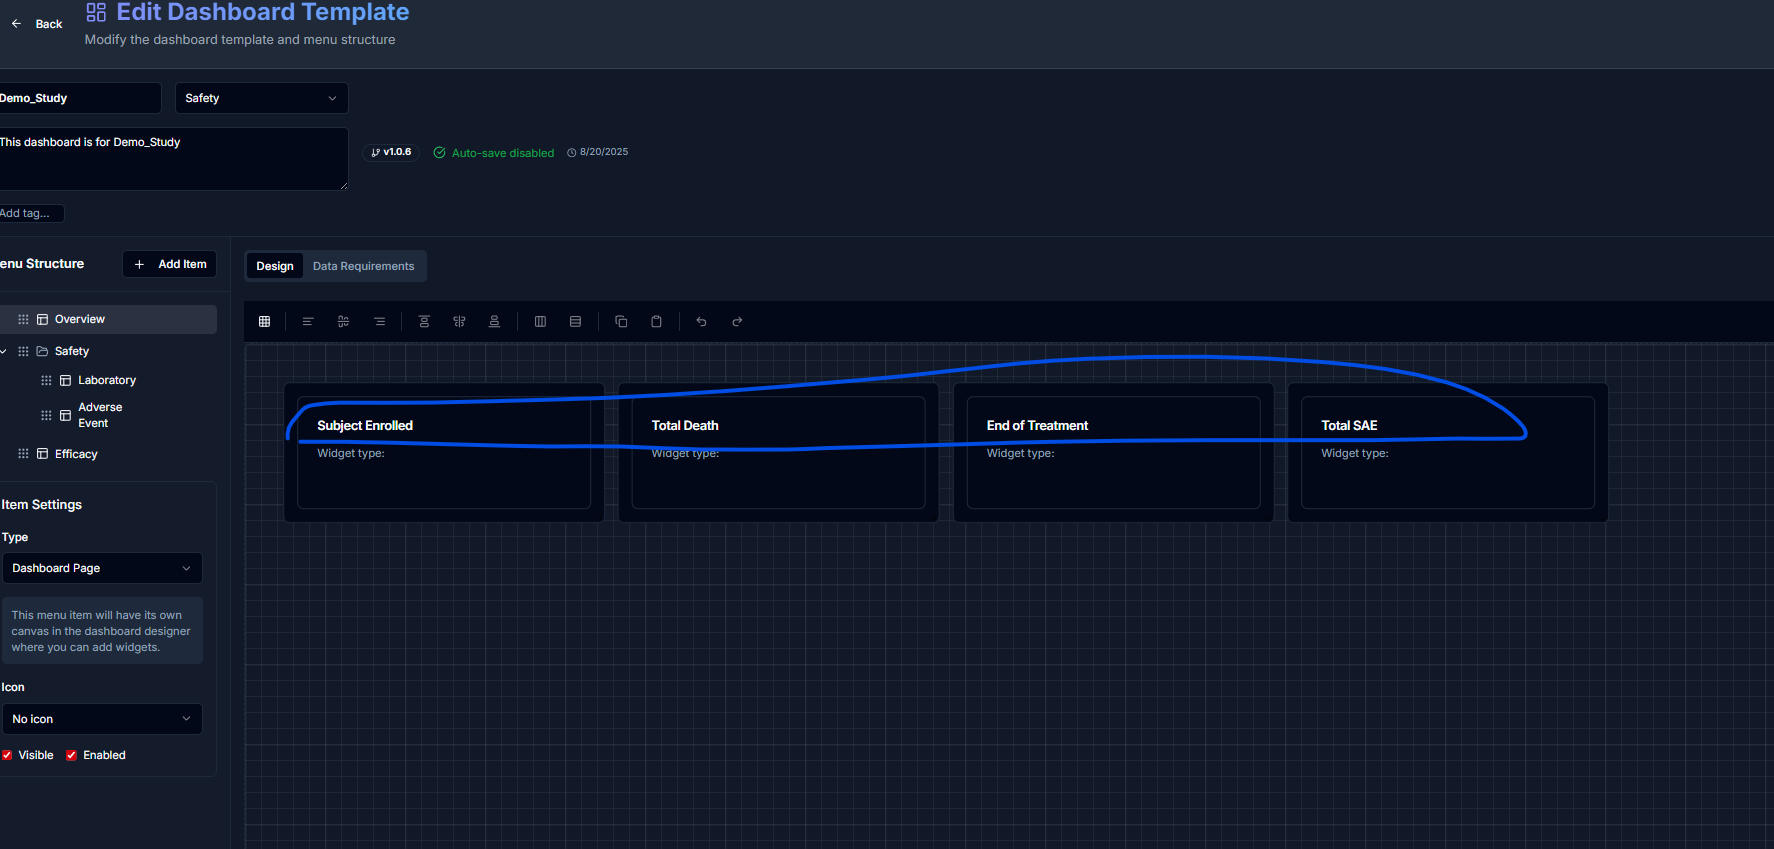 Back
Edit Dashboard Template
Modify the dashboard template and menu structure
Demo_Study
Safety
This dashboard is for Demo_Study
v1.0.6
Auto-save disabled
8/20/2025
Add tag...
enu Structure
Add Item
Design
Data Requirements
Overview
Safety
Laboratory
Adverse
Event
Efficacy
Subject Enrolled
Widget type:
Total Death
Widget type:
End of Treatment
Widget type:
Total SAE
Widget type:
Item Settings
Type
Dashboard Page
This menu item will have its own
canvas in the dashboard designer
where you can add widgets.
Icon
No icon
Visible
Enabled